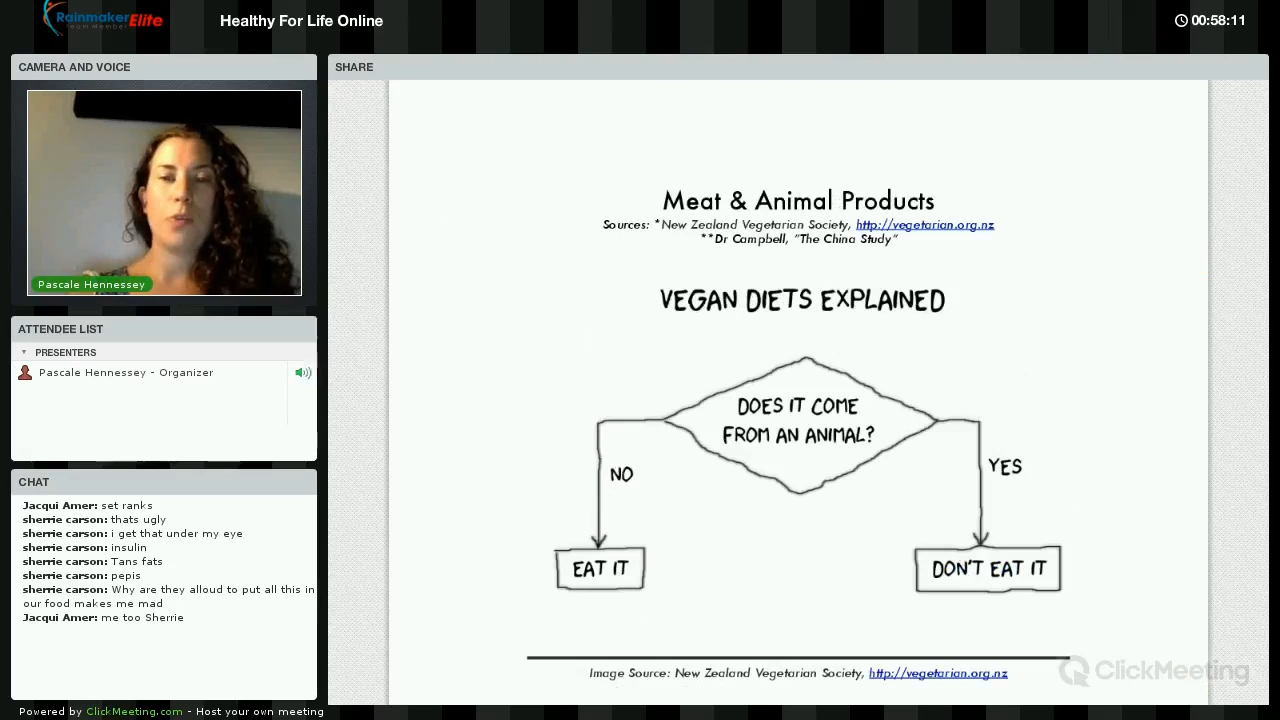 RainmakerElite
Team Member
Healthy For Life Online
00:58:11
CAMERA AND VOICE
Pascale Hennessey
ATTENDEE LIST
PRESENTERS
Pascale Hennessey - Organizer
CHAT
Jacqui Amer: set ranks
sherrie carson: thats ugly
sherrie carson: i get that under my eye
sherrie carson: insulin
sherrie carson: Tans fats
sherrie carson: pepis
sherrie carson: Why are they alloud to put all this in
our food makes me mad
Jacqui Amer: me too Sherrie
Powered by ClickMeeting.com - Host your own meeting
SHARE
Meat & Animal Products
Sources: *New Zealand Vegetarian Society, http://vegetarian.org.nz
**Dr Campbell, "The China Study"
VEGAN DIETS EXPLAINED
DOES IT COME
FROM AN ANIMAL?
NO
YES
EAT IT
DON'T EAT IT
Image Source: New Zealand Vegetarian Society, http://vegetarian.org.nz
ClickMeeting